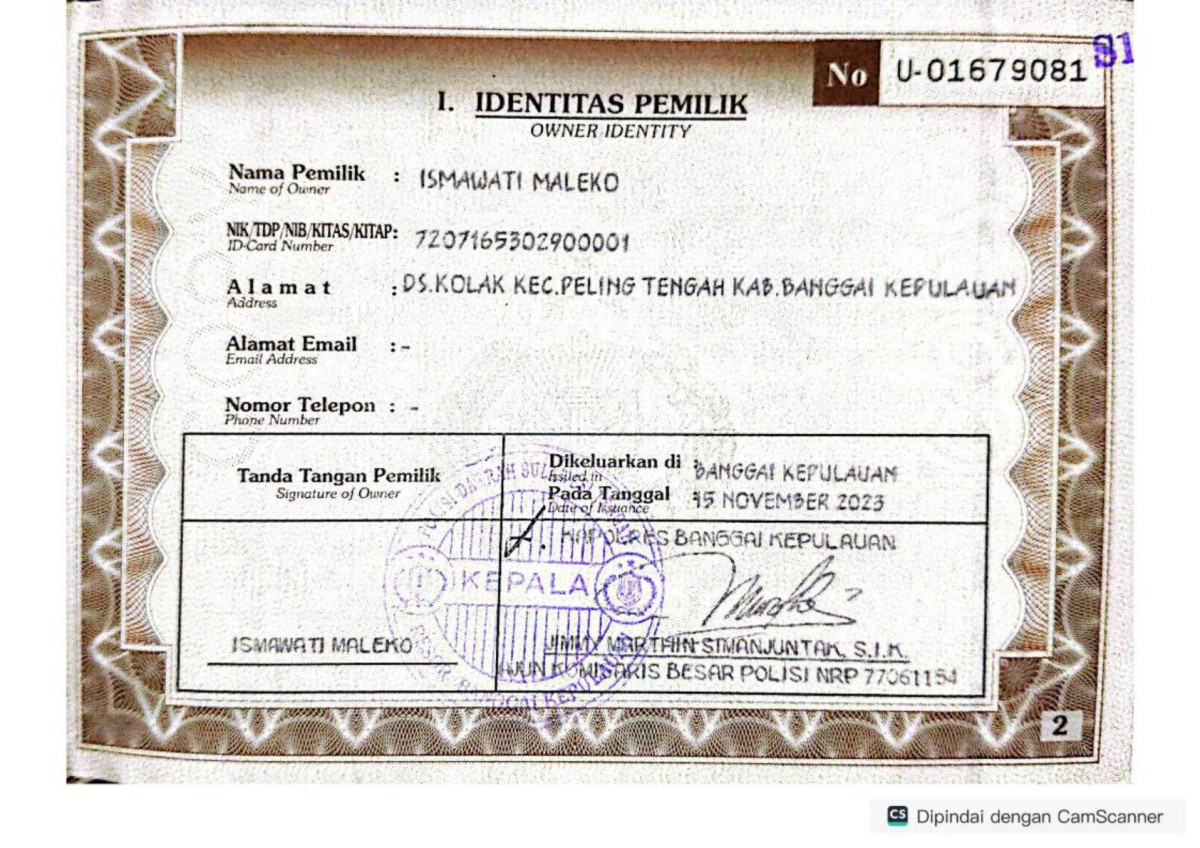 No U-01679081
I. IDENTITAS PEMILIK
OWNER IDENTITY
Nama Pemilik : ISMAWATI MALEKO
Name of Owner
NIK/TDP/NIB/KITAS/KITAP: 7207165302900001
ID-Card Number
Alamat : DS.KOLAK KEC.PELING TENGAH KAB.BANGGAI KEPULAUAN
Address
Alamat Email : -
Email Address
Nomor Telepon : -
Phone Number
Tanda Tangan Pemilik
Signature of Owner
Dikeluarkan di : BANGGAI KEPULAUAN
Issued in
Pada Tanggal 15 NOVEMBER 2023
Date of Issuance
KAPOLRES BANGGAI KEPULAUAN
KEPALA
ISMAWATI MALEKO
JIMMY MARTHIN SIMANJUNTAK, S.I.K.
AJUN KOMISARIS BESAR POLISI NRP 77061154
2
CS Dipindai dengan CamScanner